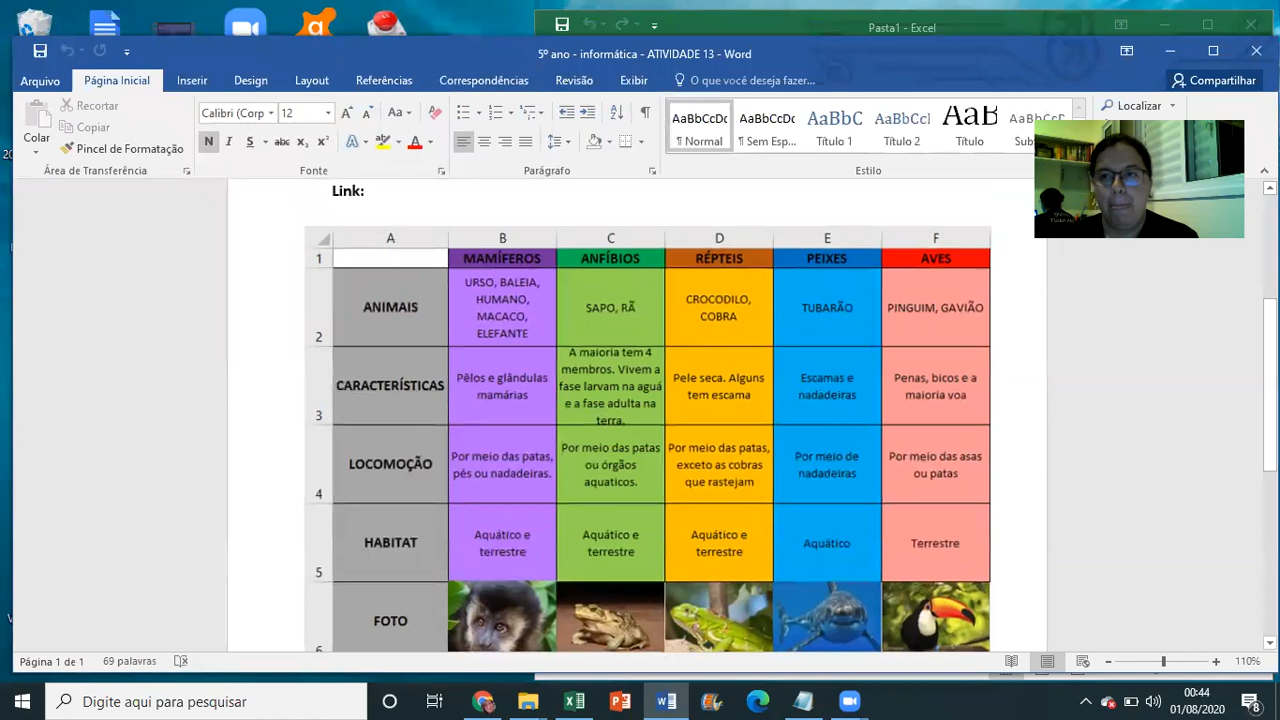 Pasta1 - Excel
5º ano - informática - ATIVIDADE 13 - Word
Arquivo Página Inicial Inserir Design Layout Referências Correspondências Revisão Exibir O que você deseja fazer... Compartilhar
Colar
Recortar
Copiar
Pincel de Formatação
Área de Transferência
Calibri (Corp 12
N I S abc x₂ x²
Fonte
Parágrafo
AaBbCcDc AaBbCcDc AaBbC AaBbCcI AaB AaBbCcD
¶ Normal ¶ Sem Esp... Título 1 Título 2 Título
Estilo
Localizar
Link:
A B C D E F
1 MAMÍFEROS ANFÍBIOS RÉPTEIS PEIXES AVES
2
ANIMAIS
URSO, BALEIA,
HUMANO,
MACACO,
ELEFANTE
SAPO, RÃ
CROCODILO,
COBRA
TUBARÃO
PINGUIM, GAVIÃO
3
CARACTERÍSTICAS
Pêlos e glândulas
mamárias
A maioria tem 4
membros. Vivem a
fase larvam na aguá
e a fase adulta na
terra.
Pele seca. Alguns
tem escama
Escamas e
nadadeiras
Penas, bicos e a
maioria voa
4
LOCOMOÇÃO
Por meio das patas,
pés ou nadadeiras.
Por meio das patas
ou órgãos
aquaticos.
Por meio das patas,
exceto as cobras
que rastejam
Por meio de
nadadeiras
Por meio das asas
ou patas
5
HABITAT
Aquático e
terrestre
Aquático e
terrestre
Aquático e
terrestre
Aquático
Terrestre
6
FOTO
Página 1 de 1 69 palavras 110%
Digite aqui para pesquisar
00:44
01/08/2020
8